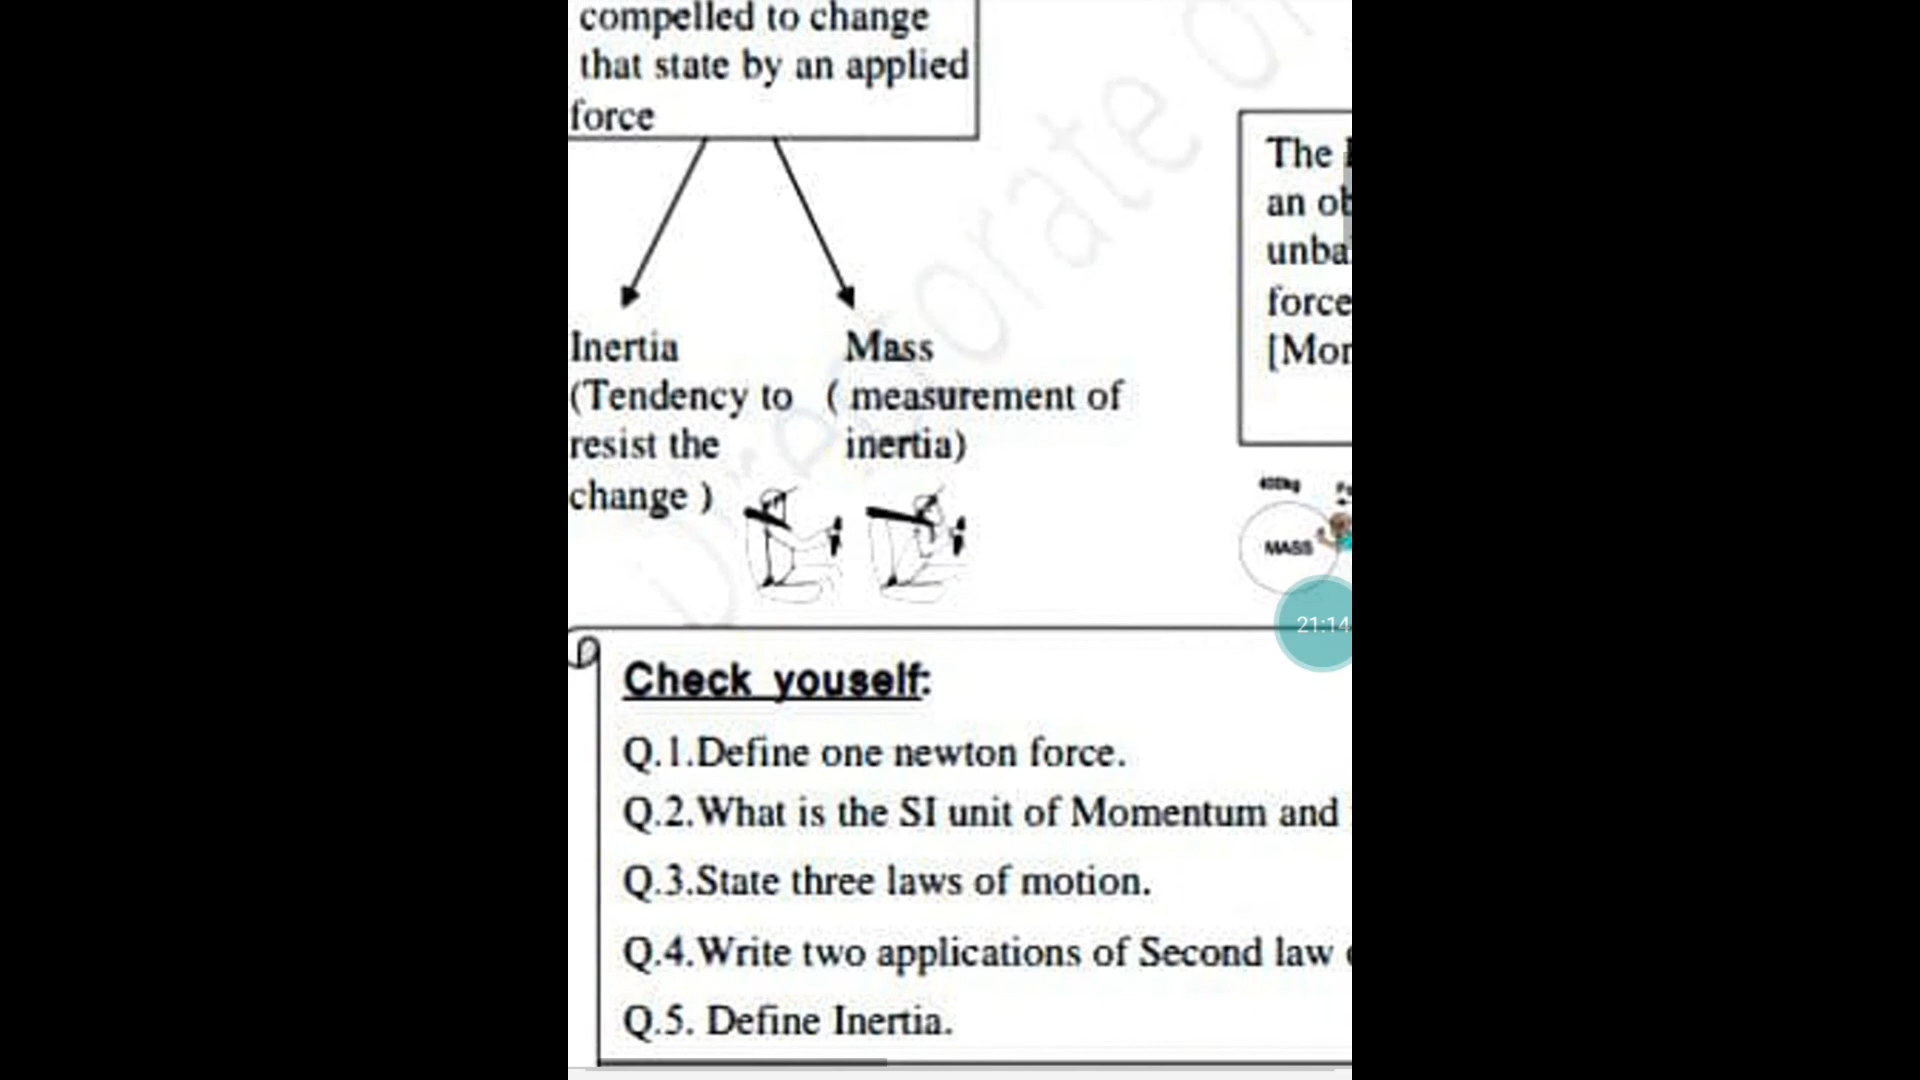 compelled to change
that state by an applied
force
The
an
force
Inertia
Mass
(Tendency to
( measurement of
resist the
inertia)
change )
400kg
MASS
21:14
Check youself:
Q.1.Define one newton force.
Q.2.What is the SI unit of Momentum and
Q.3.State three laws of motion.
Q.4.Write two applications of Second law
Q.5. Define Inertia.